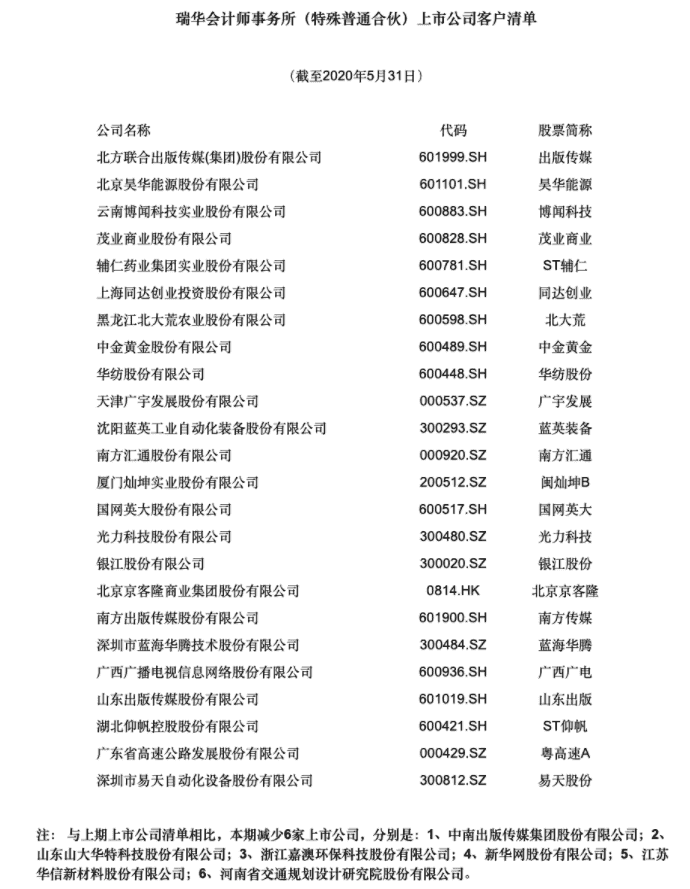 瑞华会计师事务所（特殊普通合伙）上市公司客户清单
（截至2020年5月31日）
公司名称 代码 股票简称
北方联合出版传媒(集团)股份有限公司 601999.SH 出版传媒
北京昊华能源股份有限公司 601101.SH 昊华能源
云南博闻科技实业股份有限公司 600883.SH 博闻科技
茂业商业股份有限公司 600828.SH 茂业商业
辅仁药业集团实业股份有限公司 600781.SH ST辅仁
上海同达创业投资股份有限公司 600647.SH 同达创业
黑龙江北大荒农业股份有限公司 600598.SH 北大荒
中金黄金股份有限公司 600489.SH 中金黄金
华纺股份有限公司 600448.SH 华纺股份
天津广宇发展股份有限公司 000537.SZ 广宇发展
沈阳蓝英工业自动化装备股份有限公司 300293.SZ 蓝英装备
南方汇通股份有限公司 000920.SZ 南方汇通
厦门灿坤实业股份有限公司 200512.SZ 闽灿坤B
国网英大股份有限公司 600517.SH 国网英大
光力科技股份有限公司 300480.SZ 光力科技
银江股份有限公司 300020.SZ 银江股份
北京京客隆商业集团股份有限公司 0814.HK 北京京客隆
南方出版传媒股份有限公司 601900.SH 南方传媒
深圳市蓝海华腾技术股份有限公司 300484.SZ 蓝海华腾
广西广播电视信息网络股份有限公司 600936.SH 广西广电
山东出版传媒股份有限公司 601019.SH 山东出版
湖北仰帆控股股份有限公司 600421.SH ST仰帆
广东省高速公路发展股份有限公司 000429.SZ 粤高速A
深圳市易天自动化设备股份有限公司 300812.SZ 易天股份
注： 与上期上市公司清单相比，本期减少6家上市公司，分别是：1、中南出版传媒集团股份有限公司；2、
山东山大华特科技股份有限公司；3、浙江嘉澳环保科技股份有限公司；4、新华网股份有限公司；5、江苏
华信新材料股份有限公司；6、河南省交通规划设计研究院股份有限公司。